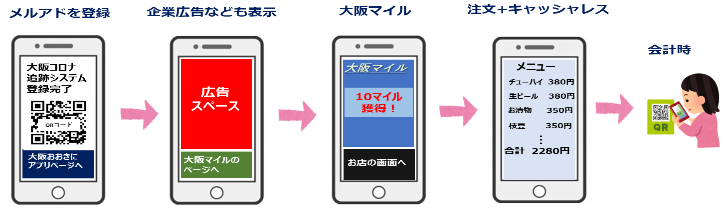 メルアドを登録
企業広告なども表示
大阪マイル
注文+キャッシャレス
会計時
大阪コロナ
追跡システム
登録完了
QRコード
大阪おおさに
アプリページへ
広告
スペース
大阪マイルの
ページへ
大阪マイル
10マイル
獲得！
お店の画面へ
メニュー
チューハイ 380円
生ビール 380円
お漬物 350円
枝豆 350円
⋮
合計 2280円
QR